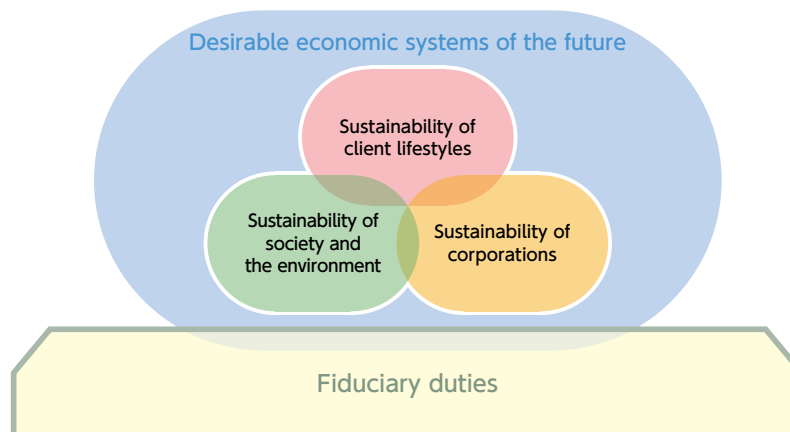 Desirable economic systems of the future
Sustainability of
client lifestyles
Sustainability of
society and
the environment
Sustainability of
corporations
Fiduciary duties